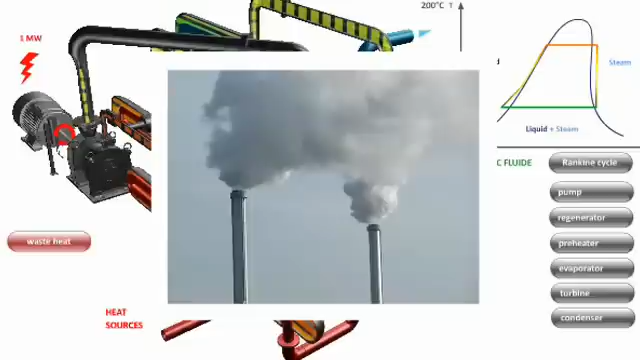 200°C T
1 MW
Steam
Liquid + Steam
C FLUIDE
Rankine cycle
pump
regenerator
preheater
evaporator
turbine
condenser
waste heat
HEAT
SOURCES